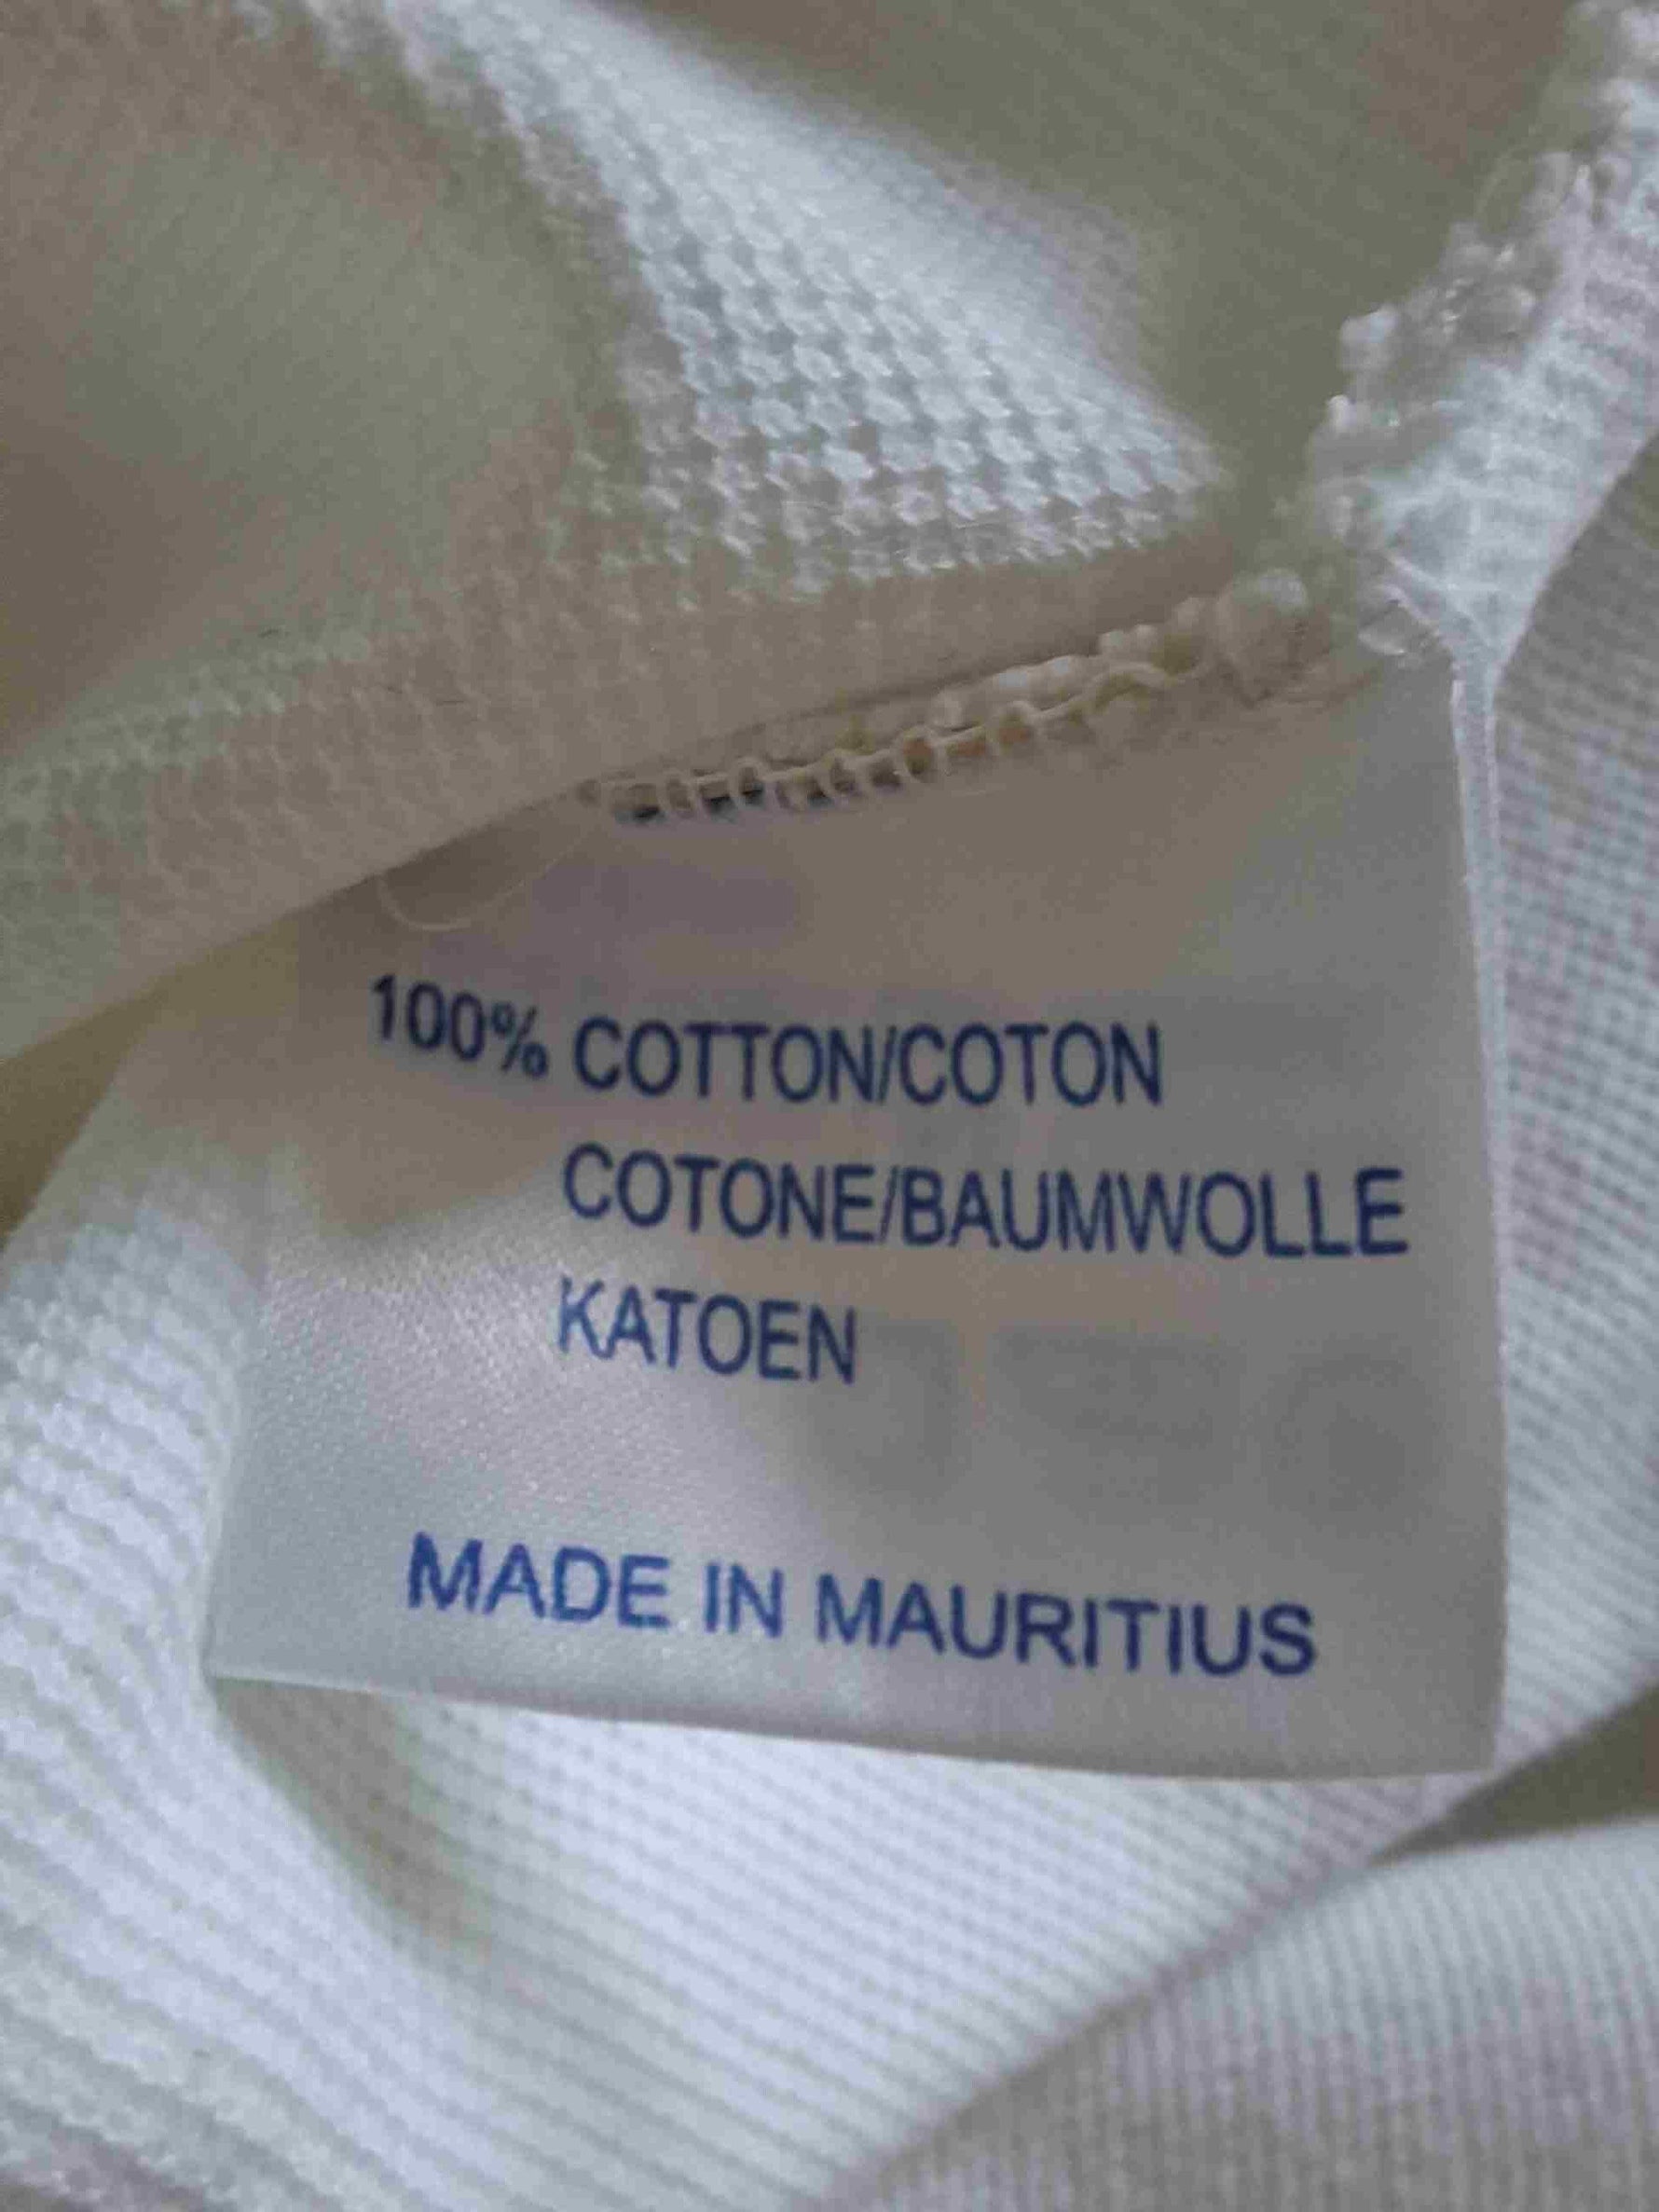 100% COTTON/COTON
COTONE/BAUMWOLLE
KATOEN
MADE IN MAURITIUS